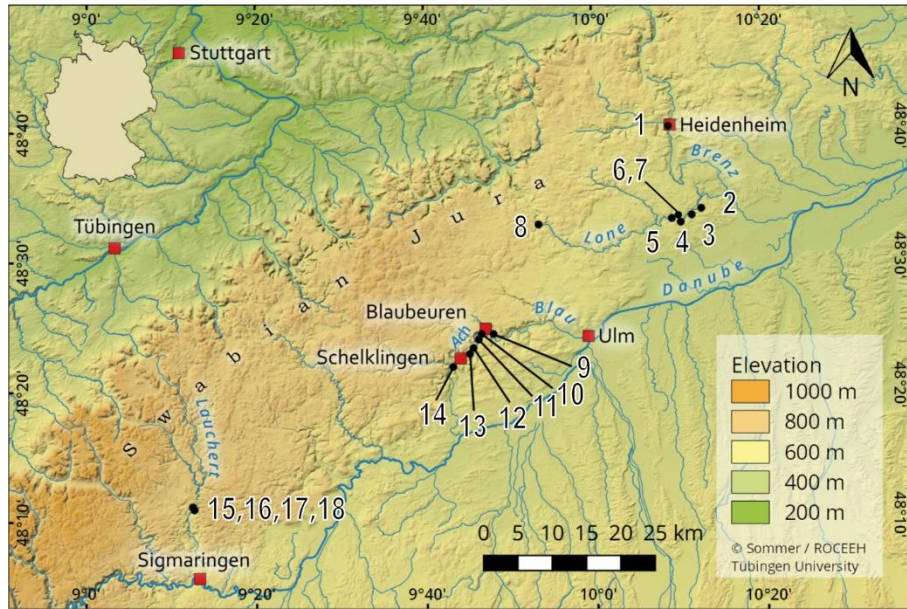 9°0'
9°20'
9°40'
10°0'
10°20'
Stuttgart
N
48°40'
48°40'
1
Heidenheim
Brenz
6,7
2
Tübingen
8
Lone
5
4
3
48°30'
48°30'
Swabian Jura
Danube
Blaubeuren
Blau
Ach
Ulm
Schelklingen
9
10
11
12
13
14
48°20'
48°20'
Elevation
1000 m
800 m
600 m
400 m
200 m
Lauchert
15,16,17,18
48°10'
48°10'
0 5 10 15 20 25 km
Sigmaringen
© Sommer / ROCEEH
Tübingen University
9°0'
9°20'
9°40'
10°0'
10°20'